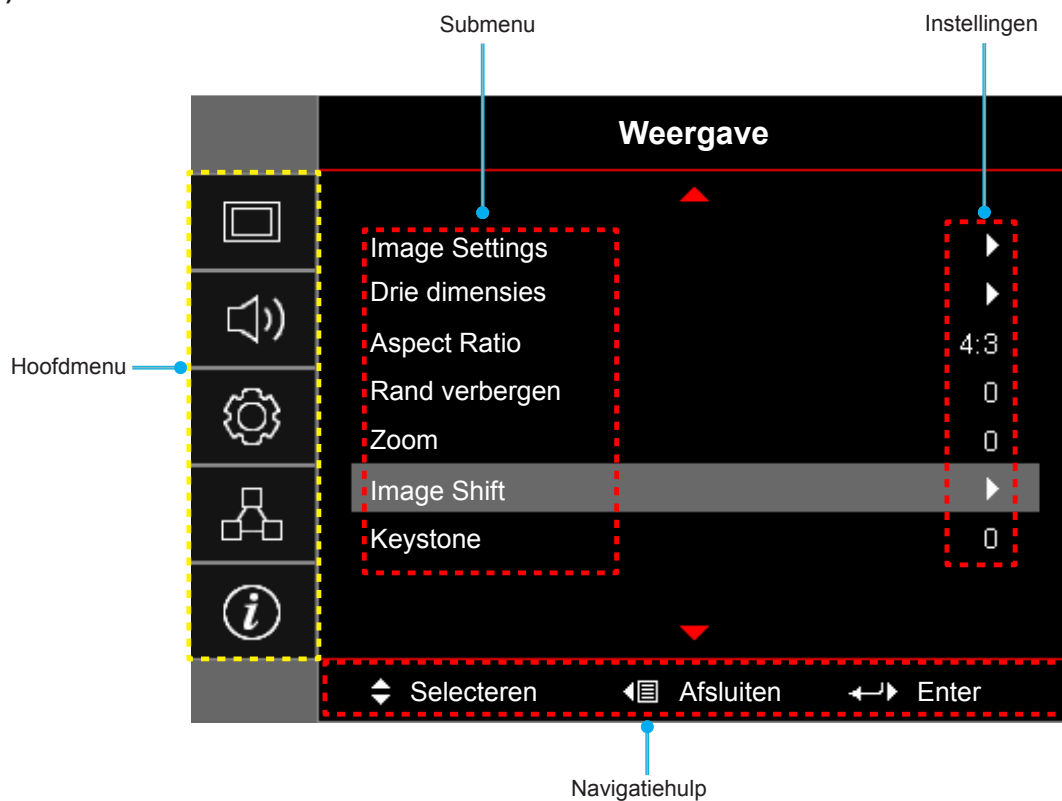 Submenu Instellingen
Weergave
Image Settings
Drie dimensies
Aspect Ratio 4:3
Hoofdmenu
Rand verbergen 0
Zoom 0
Image Shift
Keystone 0
i
Selecteren Afsluiten Enter
Navigatiehulp